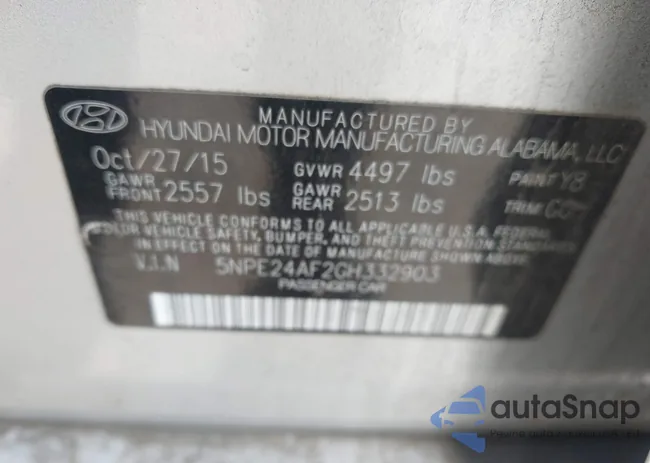 MANUFACTURED BY
HYUNDAI MOTOR MANUFACTURING ALABAMA, LLC
Oct/27/15 GVWR 4497 lbs PAINT Y8
GAWR FRONT 2557 lbs GAWR REAR 2513 lbs TRIM
THIS VEHICLE CONFORMS TO ALL APPLICABLE U.S.A. FEDERAL
MOTOR VEHICLE SAFETY, BUMPER, AND THEFT PREVENTION STANDARDS
IN EFFECT ON THE DATE OF MANUFACTURE SHOWN ABOVE.
V.I.N 5NPE24AF2GH332903
PASSENGER CAR
autoSnap